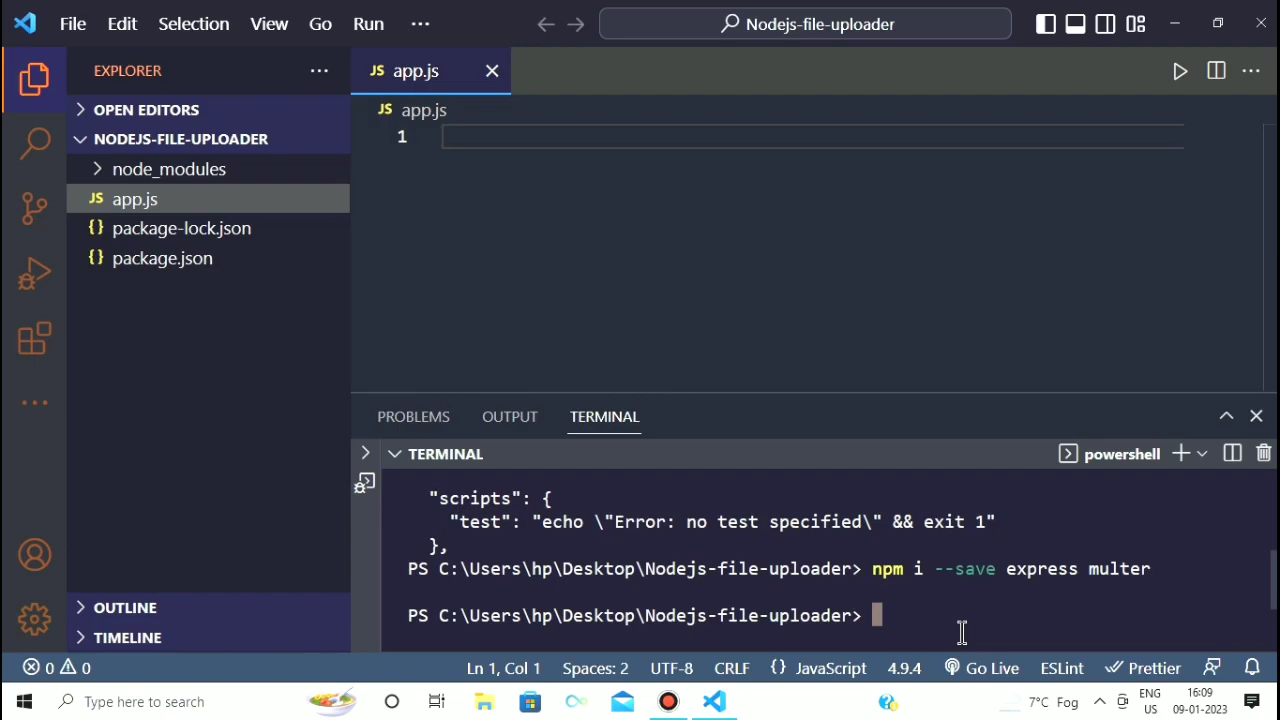 File Edit Selection View Go Run ··· Nodejs-file-uploader
EXPLORER ···
OPEN EDITORS
NODEJS-FILE-UPLOADER
node_modules
JS app.js
{} package-lock.json
{} package.json
OUTLINE
TIMELINE
JS app.js
JS app.js
1
PROBLEMS OUTPUT TERMINAL
TERMINAL powershell
"scripts": {
"test": "echo \"Error: no test specified\" && exit 1"
},
PS C:\Users\hp\Desktop\Nodejs-file-uploader> npm i --save express multer
PS C:\Users\hp\Desktop\Nodejs-file-uploader>
0 0 Ln 1, Col 1 Spaces: 2 UTF-8 CRLF {} JavaScript 4.9.4 Go Live ESLint Prettier
Type here to search 7°C Fog ENG US 16:09 09-01-2023